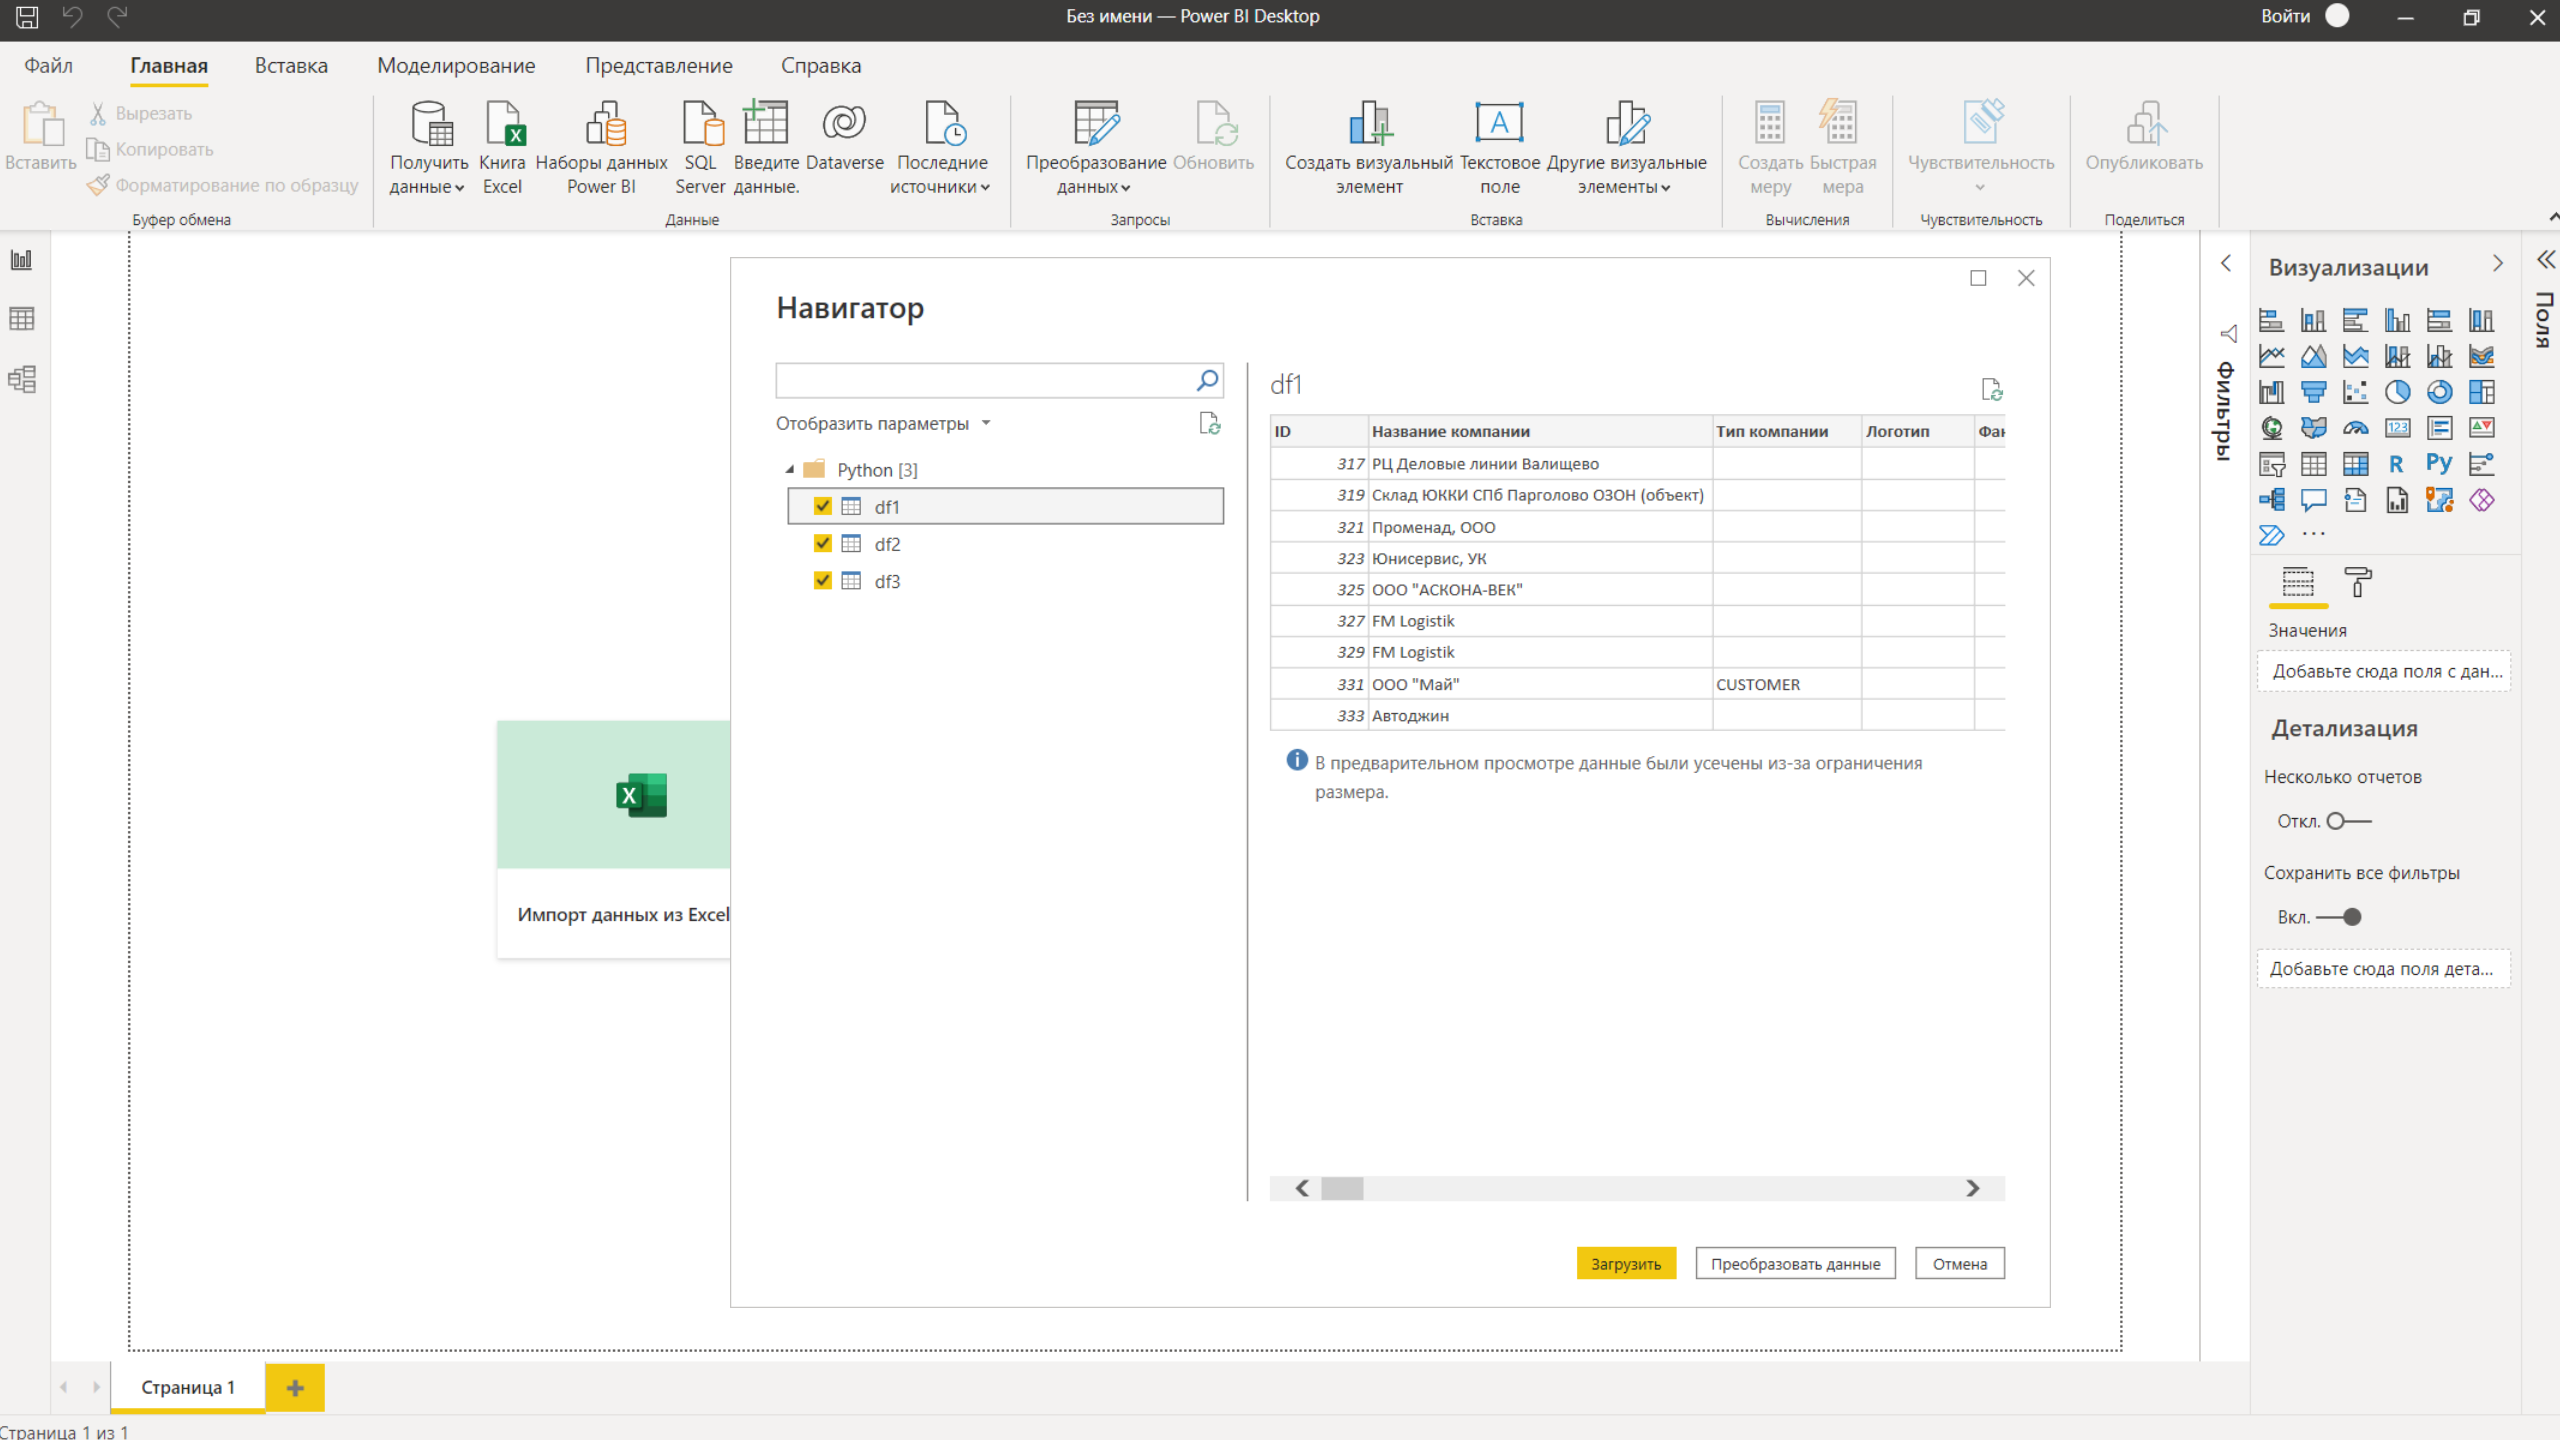 Без имени — Power BI Desktop
Войти
Файл Главная Вставка Моделирование Представление Справка
Вставить
Вырезать
Копировать
Форматирование по образцу
Буфер обмена
Получить данные
Книга Excel
Наборы данных Power BI
SQL Server
Введите данные.
Dataverse
Последние источники
Данные
Преобразование данных
Обновить
Запросы
Создать визуальный элемент
Текстовое поле
Другие визуальные элементы
Вставка
Создать меру
Быстрая мера
Вычисления
Чувствительность
Чувствительность
Опубликовать
Поделиться
Навигатор
Отобразить параметры
Python [3]
df1
df2
df3
df1
ID Название компании Тип компании Логотип Фак
317 РЦ Деловые линии Валищево
319 Склад ЮККИ СПб Парголово ОЗОН (объект)
321 Променад, ООО
323 Юнисервис, УК
325 ООО "АСКОНА-ВЕК"
327 FM Logistik
329 FM Logistik
331 ООО "Май" CUSTOMER
333 Автоджин
В предварительном просмотре данные были усечены из-за ограничения
размера.
Загрузить Преобразовать данные Отмена
Импорт данных из Excel
Фильтры
Визуализации
123
R Py
Значения
Добавьте сюда поля с дан...
Детализация
Несколько отчетов
Откл.
Сохранить все фильтры
Вкл.
Добавьте сюда поля дета...
Поля
Страница 1
Страница 1 из 1